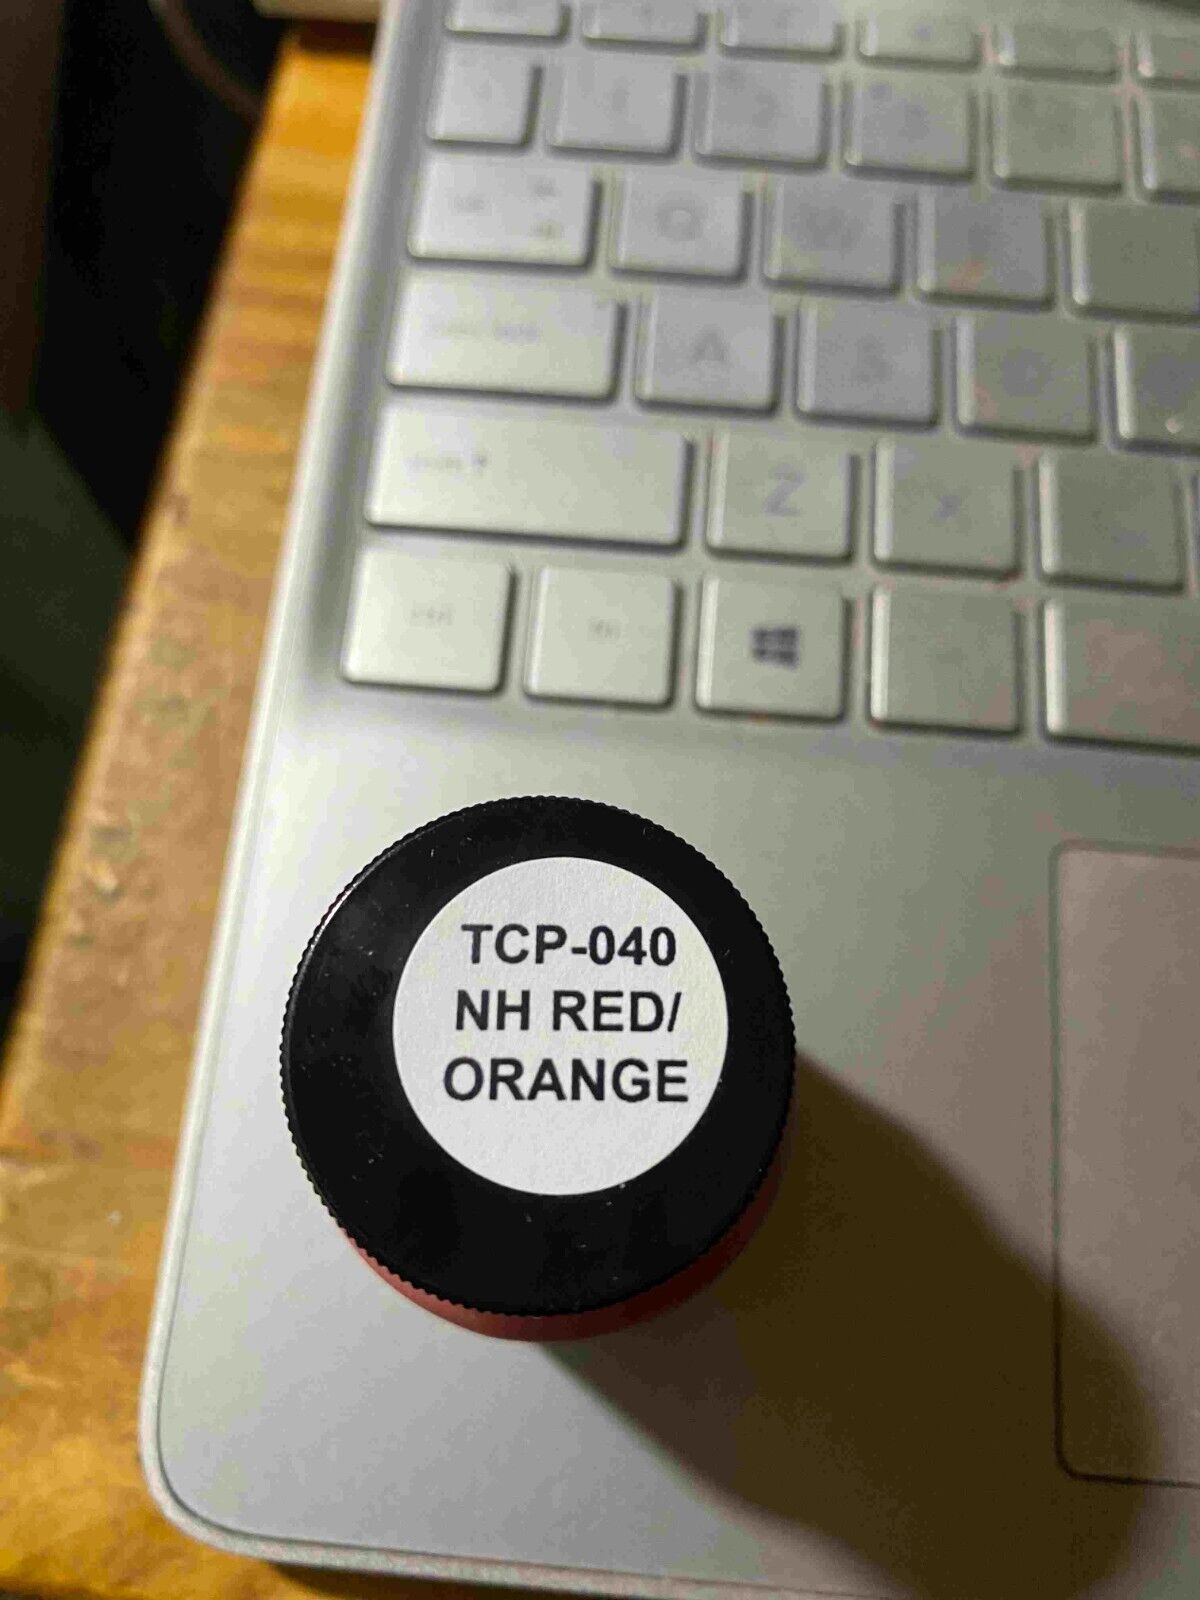 Q
A
S
Z
X
TCP-040
NH RED/
ORANGE